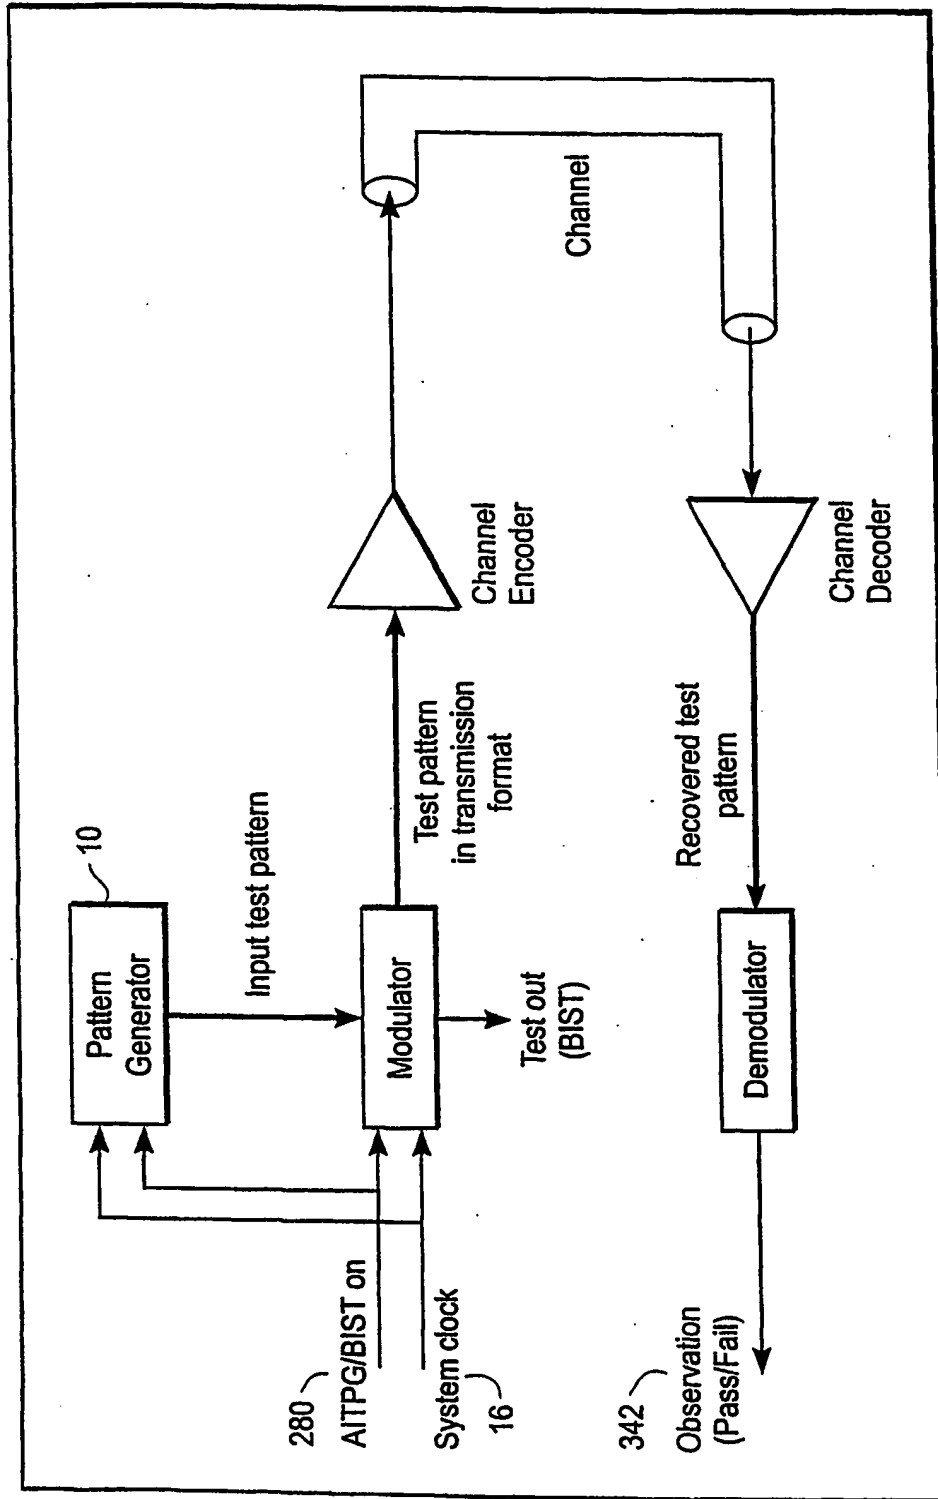 10
Pattern
Generator
Input test pattern
280
AITPG/BIST on
System clock
16
Modulator
Test pattern
in transmission
format
Channel
Encoder
Test out
(BIST)
Channel
342
Observation
(Pass/Fail)
Demodulator
Recovered test
pattern
Channel
Decoder